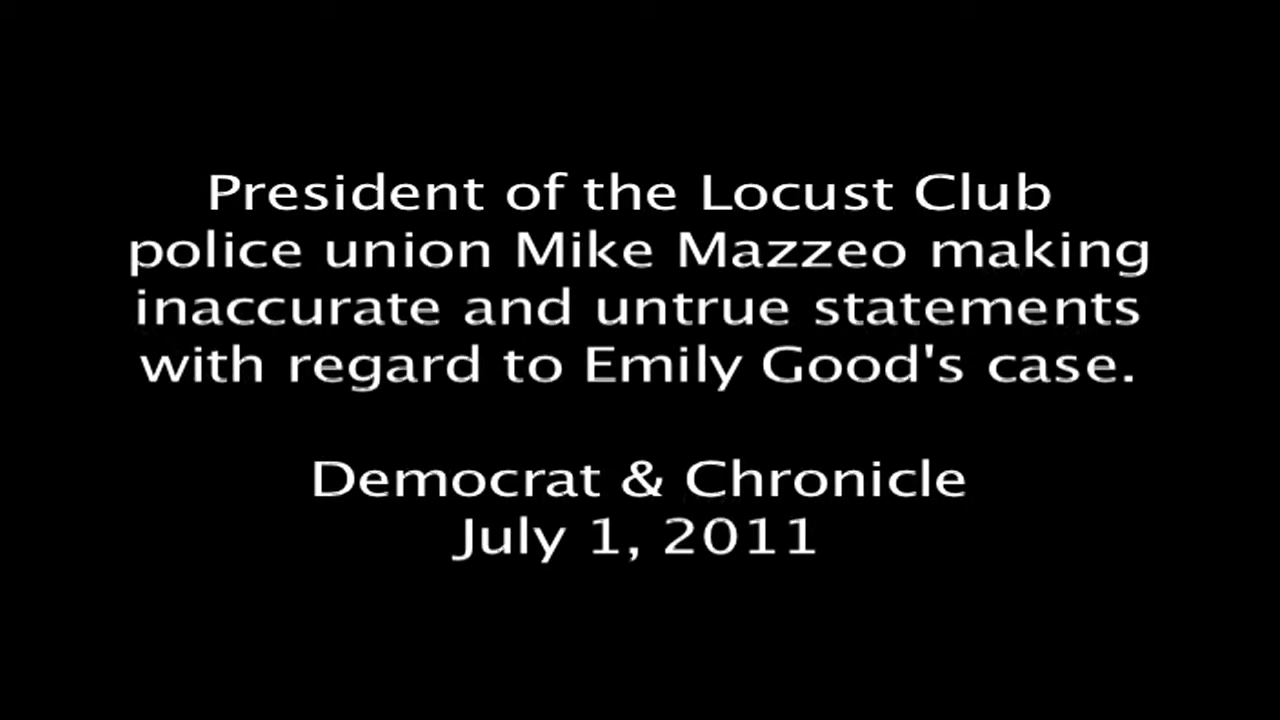 President of the Locust Club
police union Mike Mazzeo making
inaccurate and untrue statements
with regard to Emily Good's case.
Democrat & Chronicle
July 1, 2011